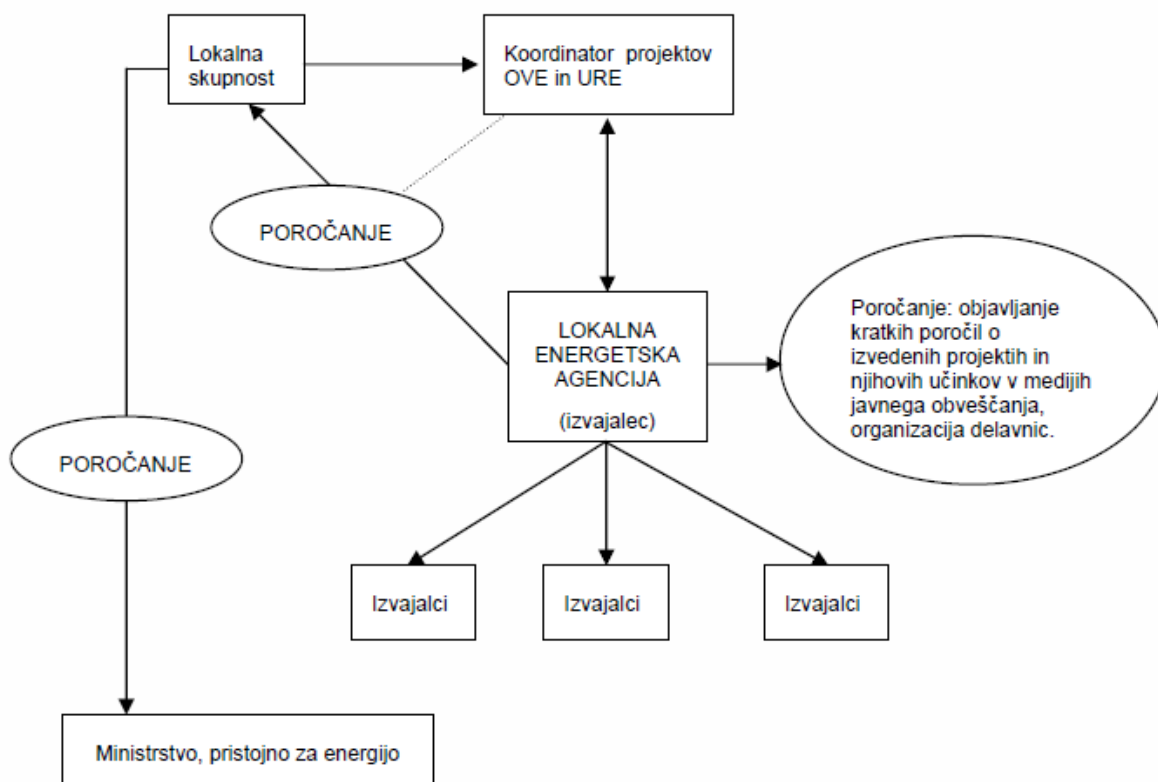 Lokalna
skupnost
Koordinator projektov
OVE in URE
POROČANJE
LOKALNA
ENERGETSKA
AGENCIJA
(izvajalec)
Poročanje: objavljanje
kratkih poročil o
izvedenih projektih in
njihovih učinkov v medijih
javnega obveščanja,
organizacija delavnic.
POROČANJE
Izvajalci
Izvajalci
Izvajalci
Ministrstvo, pristojno za energijo